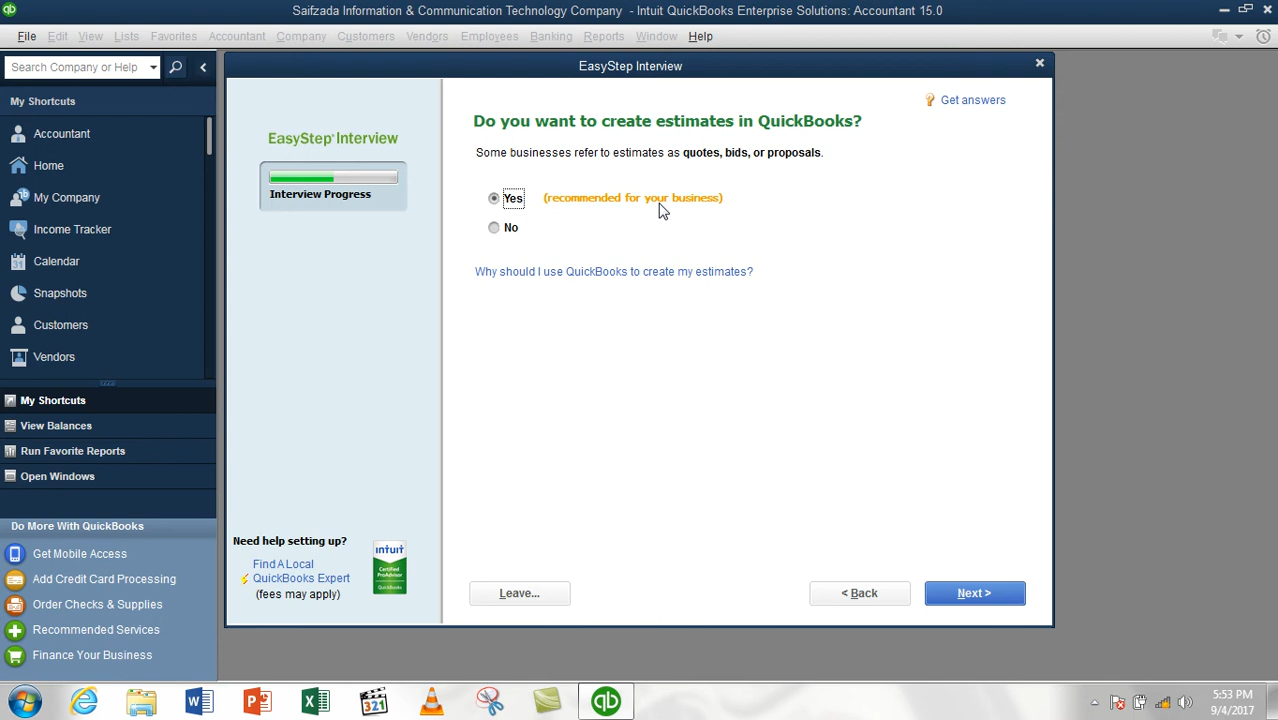 Saifzada Information & Communication Technology Company - Intuit QuickBooks Enterprise Solutions: Accountant 15.0
File Edit View Lists Favorites Accountant Company Customers Vendors Employees Banking Reports Window Help
Search Company or Help
My Shortcuts
Accountant
Home
My Company
Income Tracker
Calendar
Snapshots
Customers
Vendors
My Shortcuts
View Balances
Run Favorite Reports
Open Windows
Do More With QuickBooks
Get Mobile Access
Add Credit Card Processing
Order Checks & Supplies
Recommended Services
Finance Your Business
EasyStep Interview
EasyStep Interview
Interview Progress
Need help setting up?
Find A Local
QuickBooks Expert
(fees may apply)
intuit
Certified
ProAdvisor
QuickBooks
Get answers
Do you want to create estimates in QuickBooks?
Some businesses refer to estimates as quotes, bids, or proposals.
Yes (recommended for your business)
No
Why should I use QuickBooks to create my estimates?
Leave... < Back Next >
321
qb
5:53 PM
9/4/2017